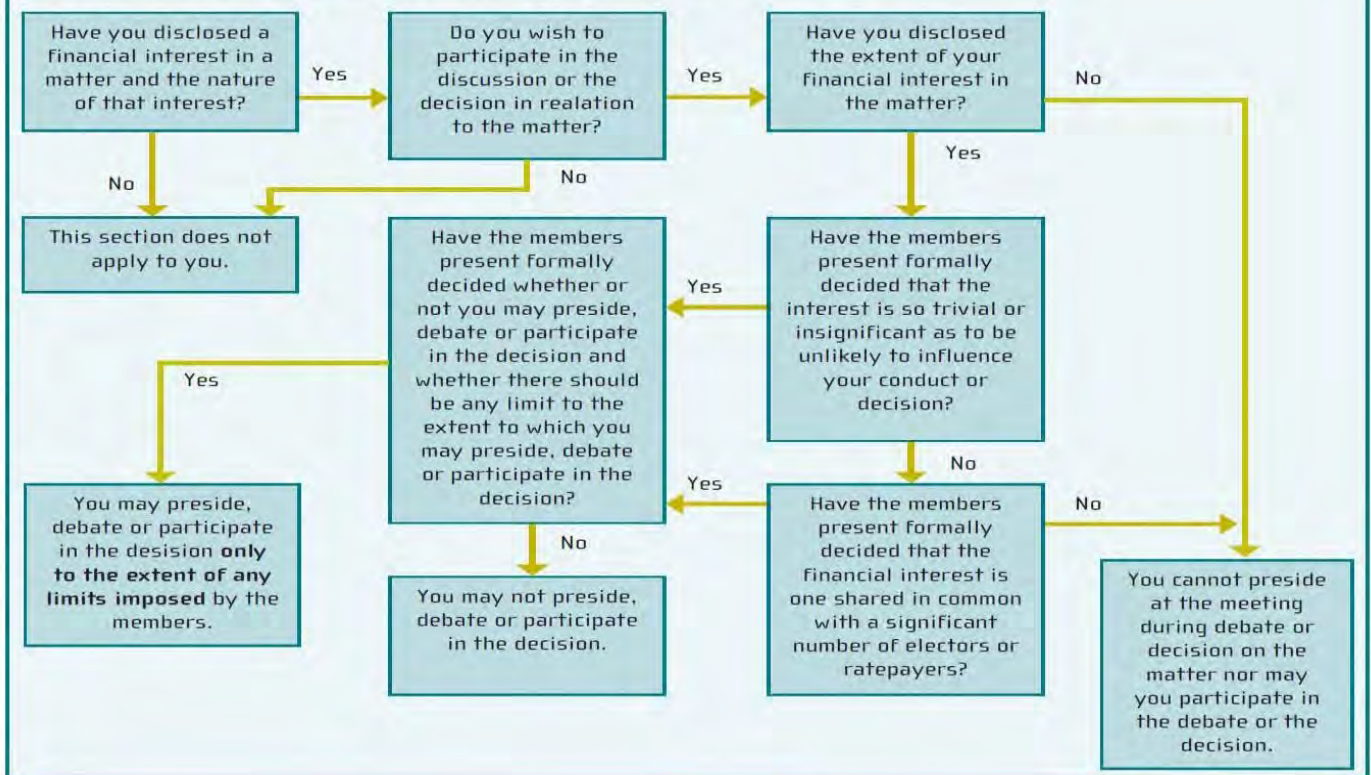 Have you disclosed a
financial interest in a
matter and the nature
of that interest?
Yes
Do you wish to
participate in the
discussion or the
decision in realation
to the matter?
Yes
Have you disclosed
the extent of your
financial interest in
the matter?
No
No
No
Yes
This section does not
apply to you.
Have the members
present formally
decided whether or
not you may preside,
debate or participate
in the decision and
whether there should
be any limit to the
extent to which you
may preside, debate
or participate in the
decision?
Yes
Have the members
present formally
decided that the
interest is so trivial or
insignificant as to be
unlikely to influence
your conduct or
decision?
Yes
No
You may preside,
debate or participate
in the desision only
to the extent of any
limits imposed by the
members.
Yes
Have the members
present formally
decided that the
financial interest is
one shared in common
with a significant
number of electors or
ratepayers?
No
No
You may not preside,
debate or participate
in the decision.
You cannot preside
at the meeting
during debate or
decision on the
matter nor may
you participate in
the debate or the
decision.